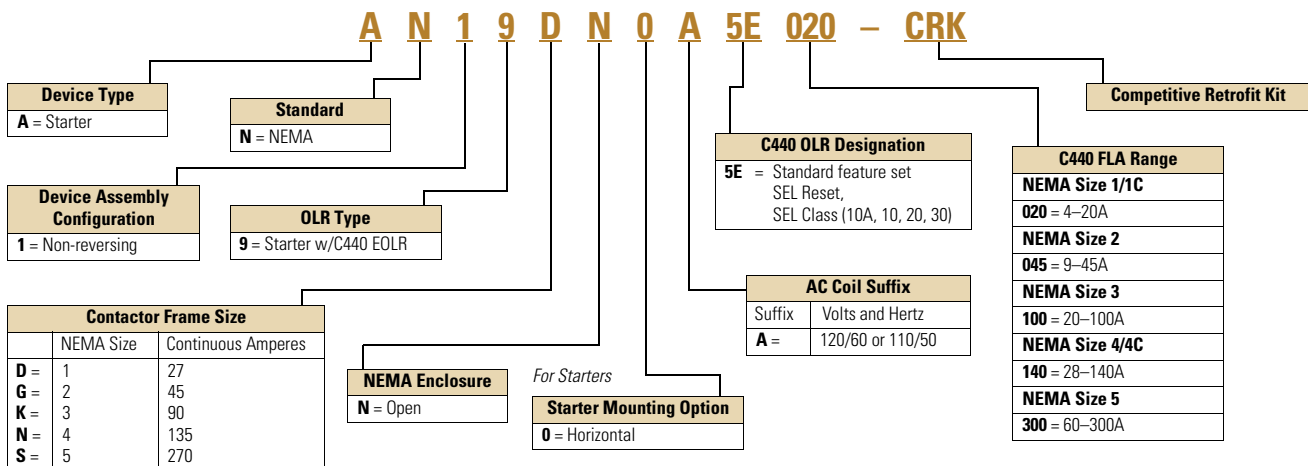 A N 1 9 D N 0 A 5E 020 – CRK
Device Type
A = Starter
Standard
N = NEMA
Competitive Retrofit Kit
C440 OLR Designation
5E = Standard feature set
SEL Reset,
SEL Class (10A, 10, 20, 30)
C440 FLA Range
NEMA Size 1/1C
020 = 4–20A
NEMA Size 2
045 = 9–45A
NEMA Size 3
100 = 20–100A
NEMA Size 4/4C
140 = 28–140A
NEMA Size 5
300 = 60–300A
Device Assembly
Configuration
1 = Non-reversing
OLR Type
9 = Starter w/C440 EOLR
AC Coil Suffix
Suffix Volts and Hertz
A = 120/60 or 110/50
Contactor Frame Size
NEMA Size Continuous Amperes
D = 1 27
G = 2 45
K = 3 90
N = 4 135
S = 5 270
NEMA Enclosure
N = Open
For Starters
Starter Mounting Option
0 = Horizontal